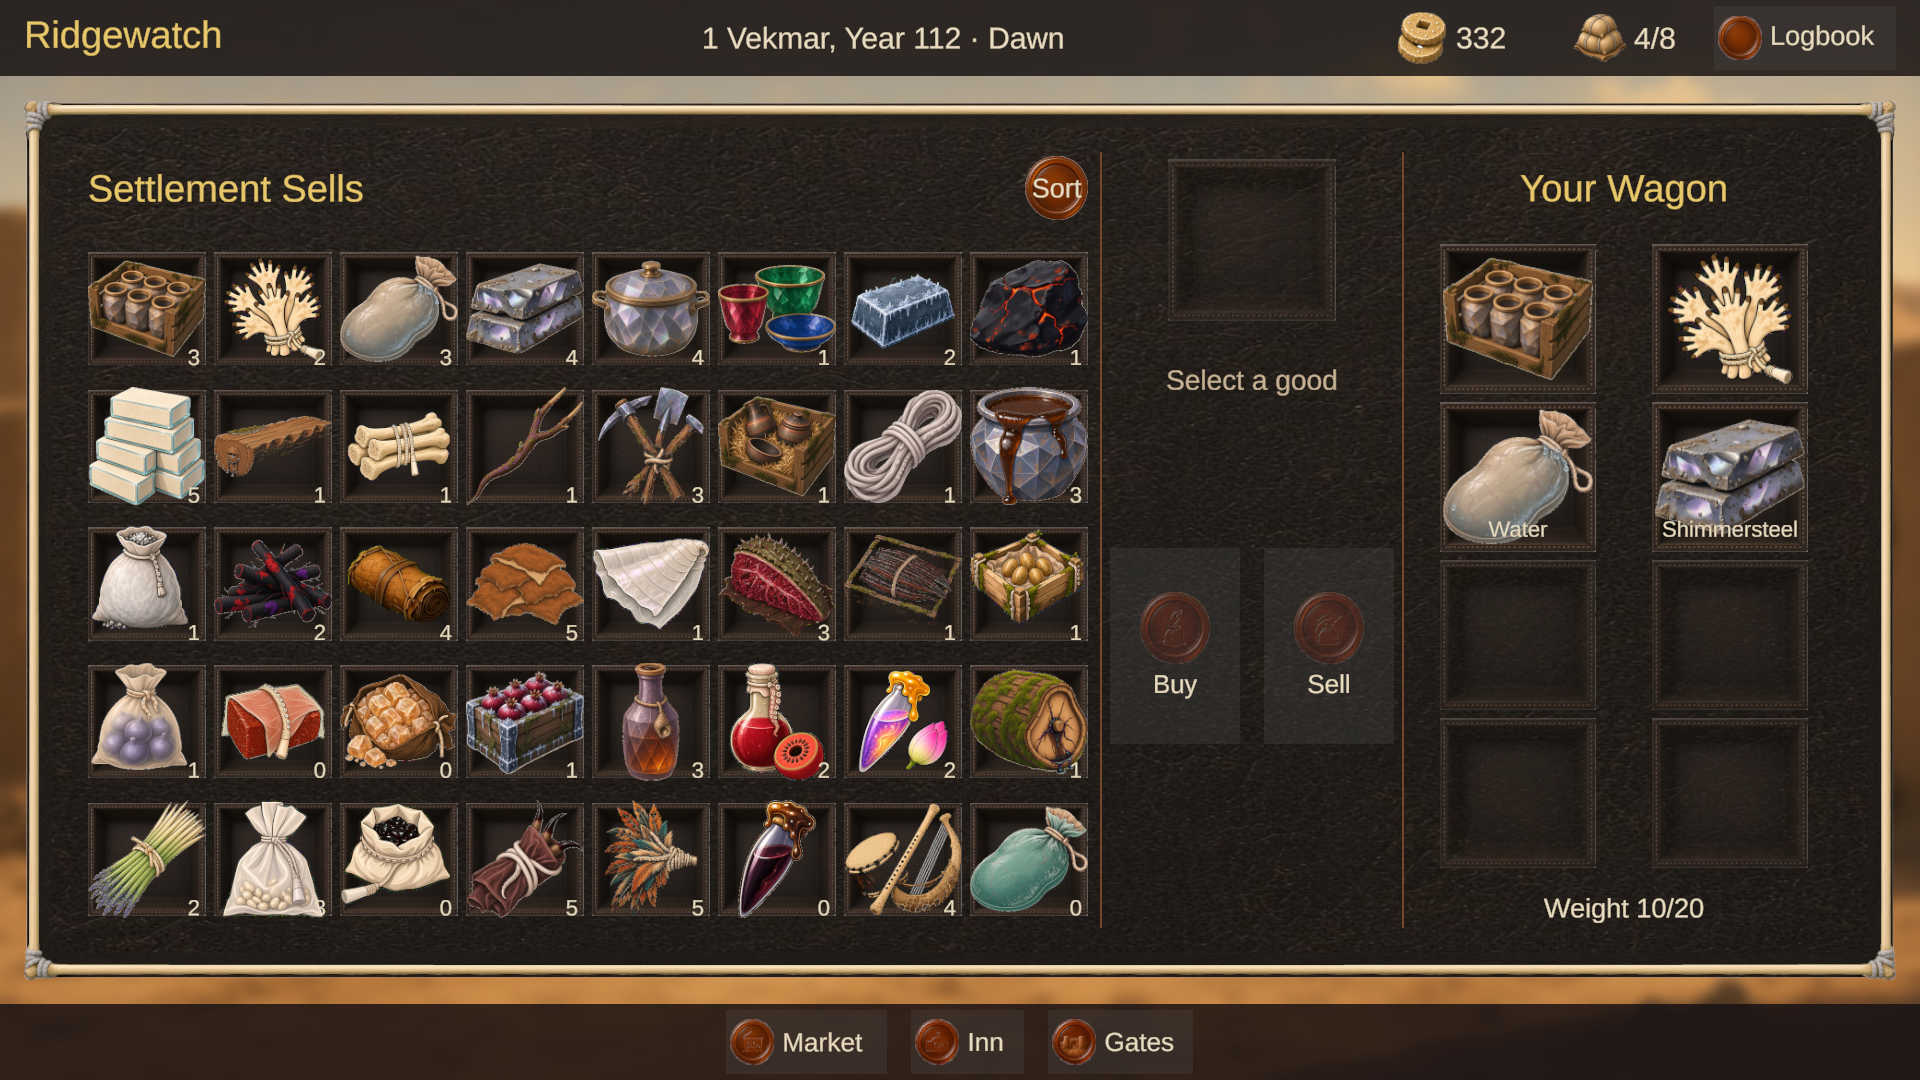 Ridgewatch
1 Vekmar, Year 112 · Dawn
332
4/8
Logbook
Settlement Sells
Sort
Your Wagon
3 2 3 4 4 1 2 1
Select a good
5 1 1 1 3 1 1 3
Water
Shimmersteel
1 2 4 5 1 3 1 1
Buy
Sell
1 0 0 1 3 2 2 1
2 3 0 5 5 0 4 0
Weight 10/20
Market
Inn
Gates